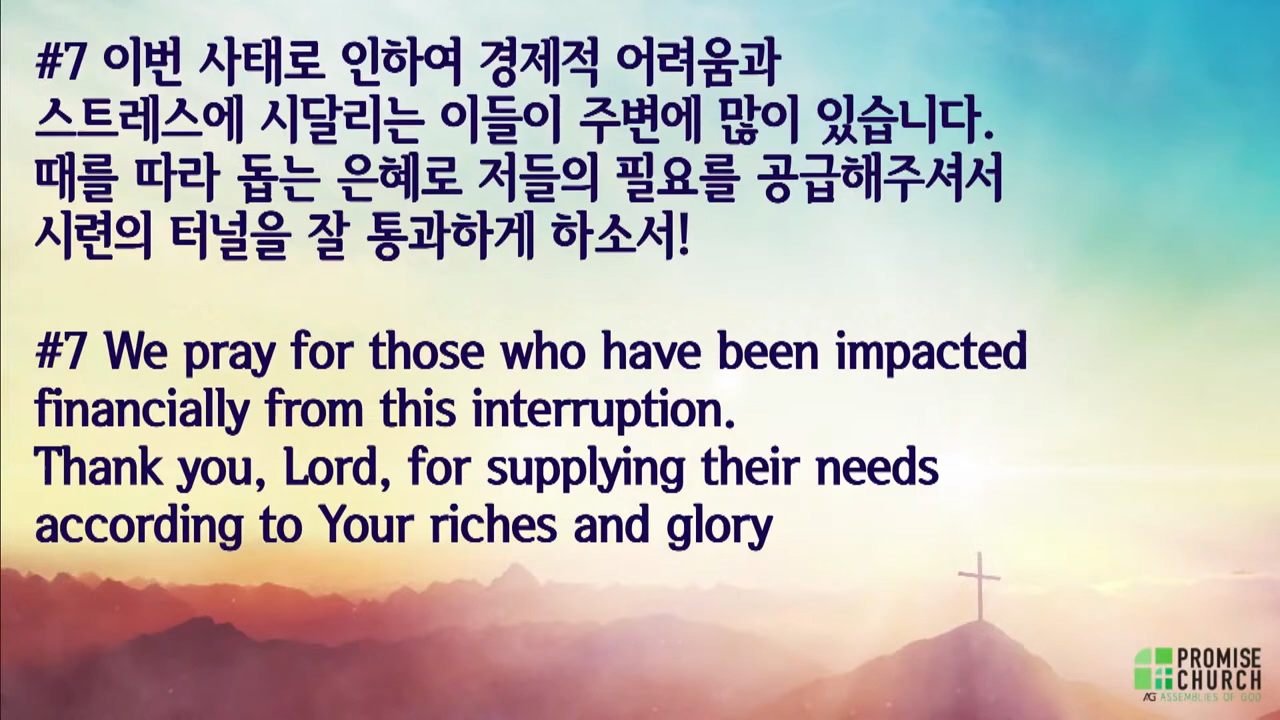 #7 이번 사태로 인하여 경제적 어려움과
스트레스에 시달리는 이들이 주변에 많이 있습니다.
때를 따라 돕는 은혜로 저들의 필요를 공급해주셔서
시련의 터널을 잘 통과하게 하소서!
#7 We pray for those who have been impacted
financially from this interruption.
Thank you, Lord, for supplying their needs
according to Your riches and glory
PROMISE
CHURCH
AG ASSEMBLIES OF GOD